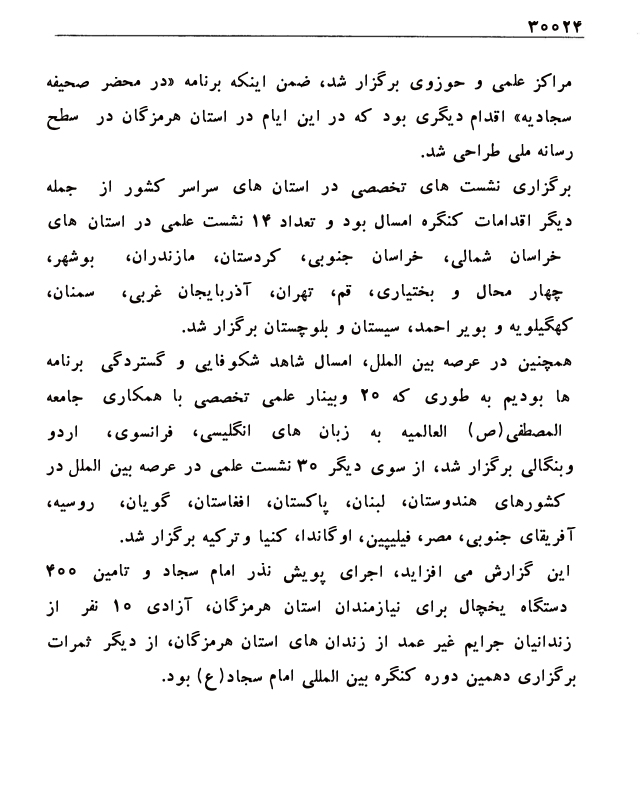 ۳۰۰۲۴
مراکز علمی و حوزوی برگزار شد، ضمن اینکه برنامه «در محضر صحیفه
سجادیه» اقدام دیگری بود که در این ایام در استان هرمزگان در سطح
رسانه ملی طراحی شد.
برگزاری نشست های تخصصی در استان های سراسر کشور از جمله
دیگر اقدامات کنگره امسال بود و تعداد ۱۴ نشست علمی در استان های
خراسان شمالی، خراسان جنوبی، کردستان، مازندران، بوشهر،
چهار محال و بختیاری، قم، تهران، آذربایجان غربی، سمنان،
کهگیلویه و بویر احمد، سیستان و بلوچستان برگزار شد.
همچنین در عرصه بین الملل، امسال شاهد شکوفایی و گستردگی برنامه
ها بودیم به طوری که ۲۵ وبینار علمی تخصصی با همکاری جامعه
المصطفی(ص) العالمیه به زبان های انگلیسی، فرانسوی، اردو
وبنگالی برگزار شد، از سوی دیگر ۳۰ نشست علمی در عرصه بین الملل در
کشورهای هندوستان، لبنان، پاکستان، افغاستان، گویان، روسیه،
آفریقای جنوبی، مصر، فیلیپین، اوگاندا، کنیا وترکیه برگزار شد.
این گزارش می افزاید، اجرای پویش نذر امام سجاد و تامین ۴۰۰
دستگاه یخچال برای نیازمندان استان هرمزگان، آزادی ۱۵ نفر از
زندانیان جرایم غیر عمد از زندان های استان هرمزگان، از دیگر ثمرات
برگزاری دهمین دوره کنگره بین المللی امام سجاد(ع) بود.